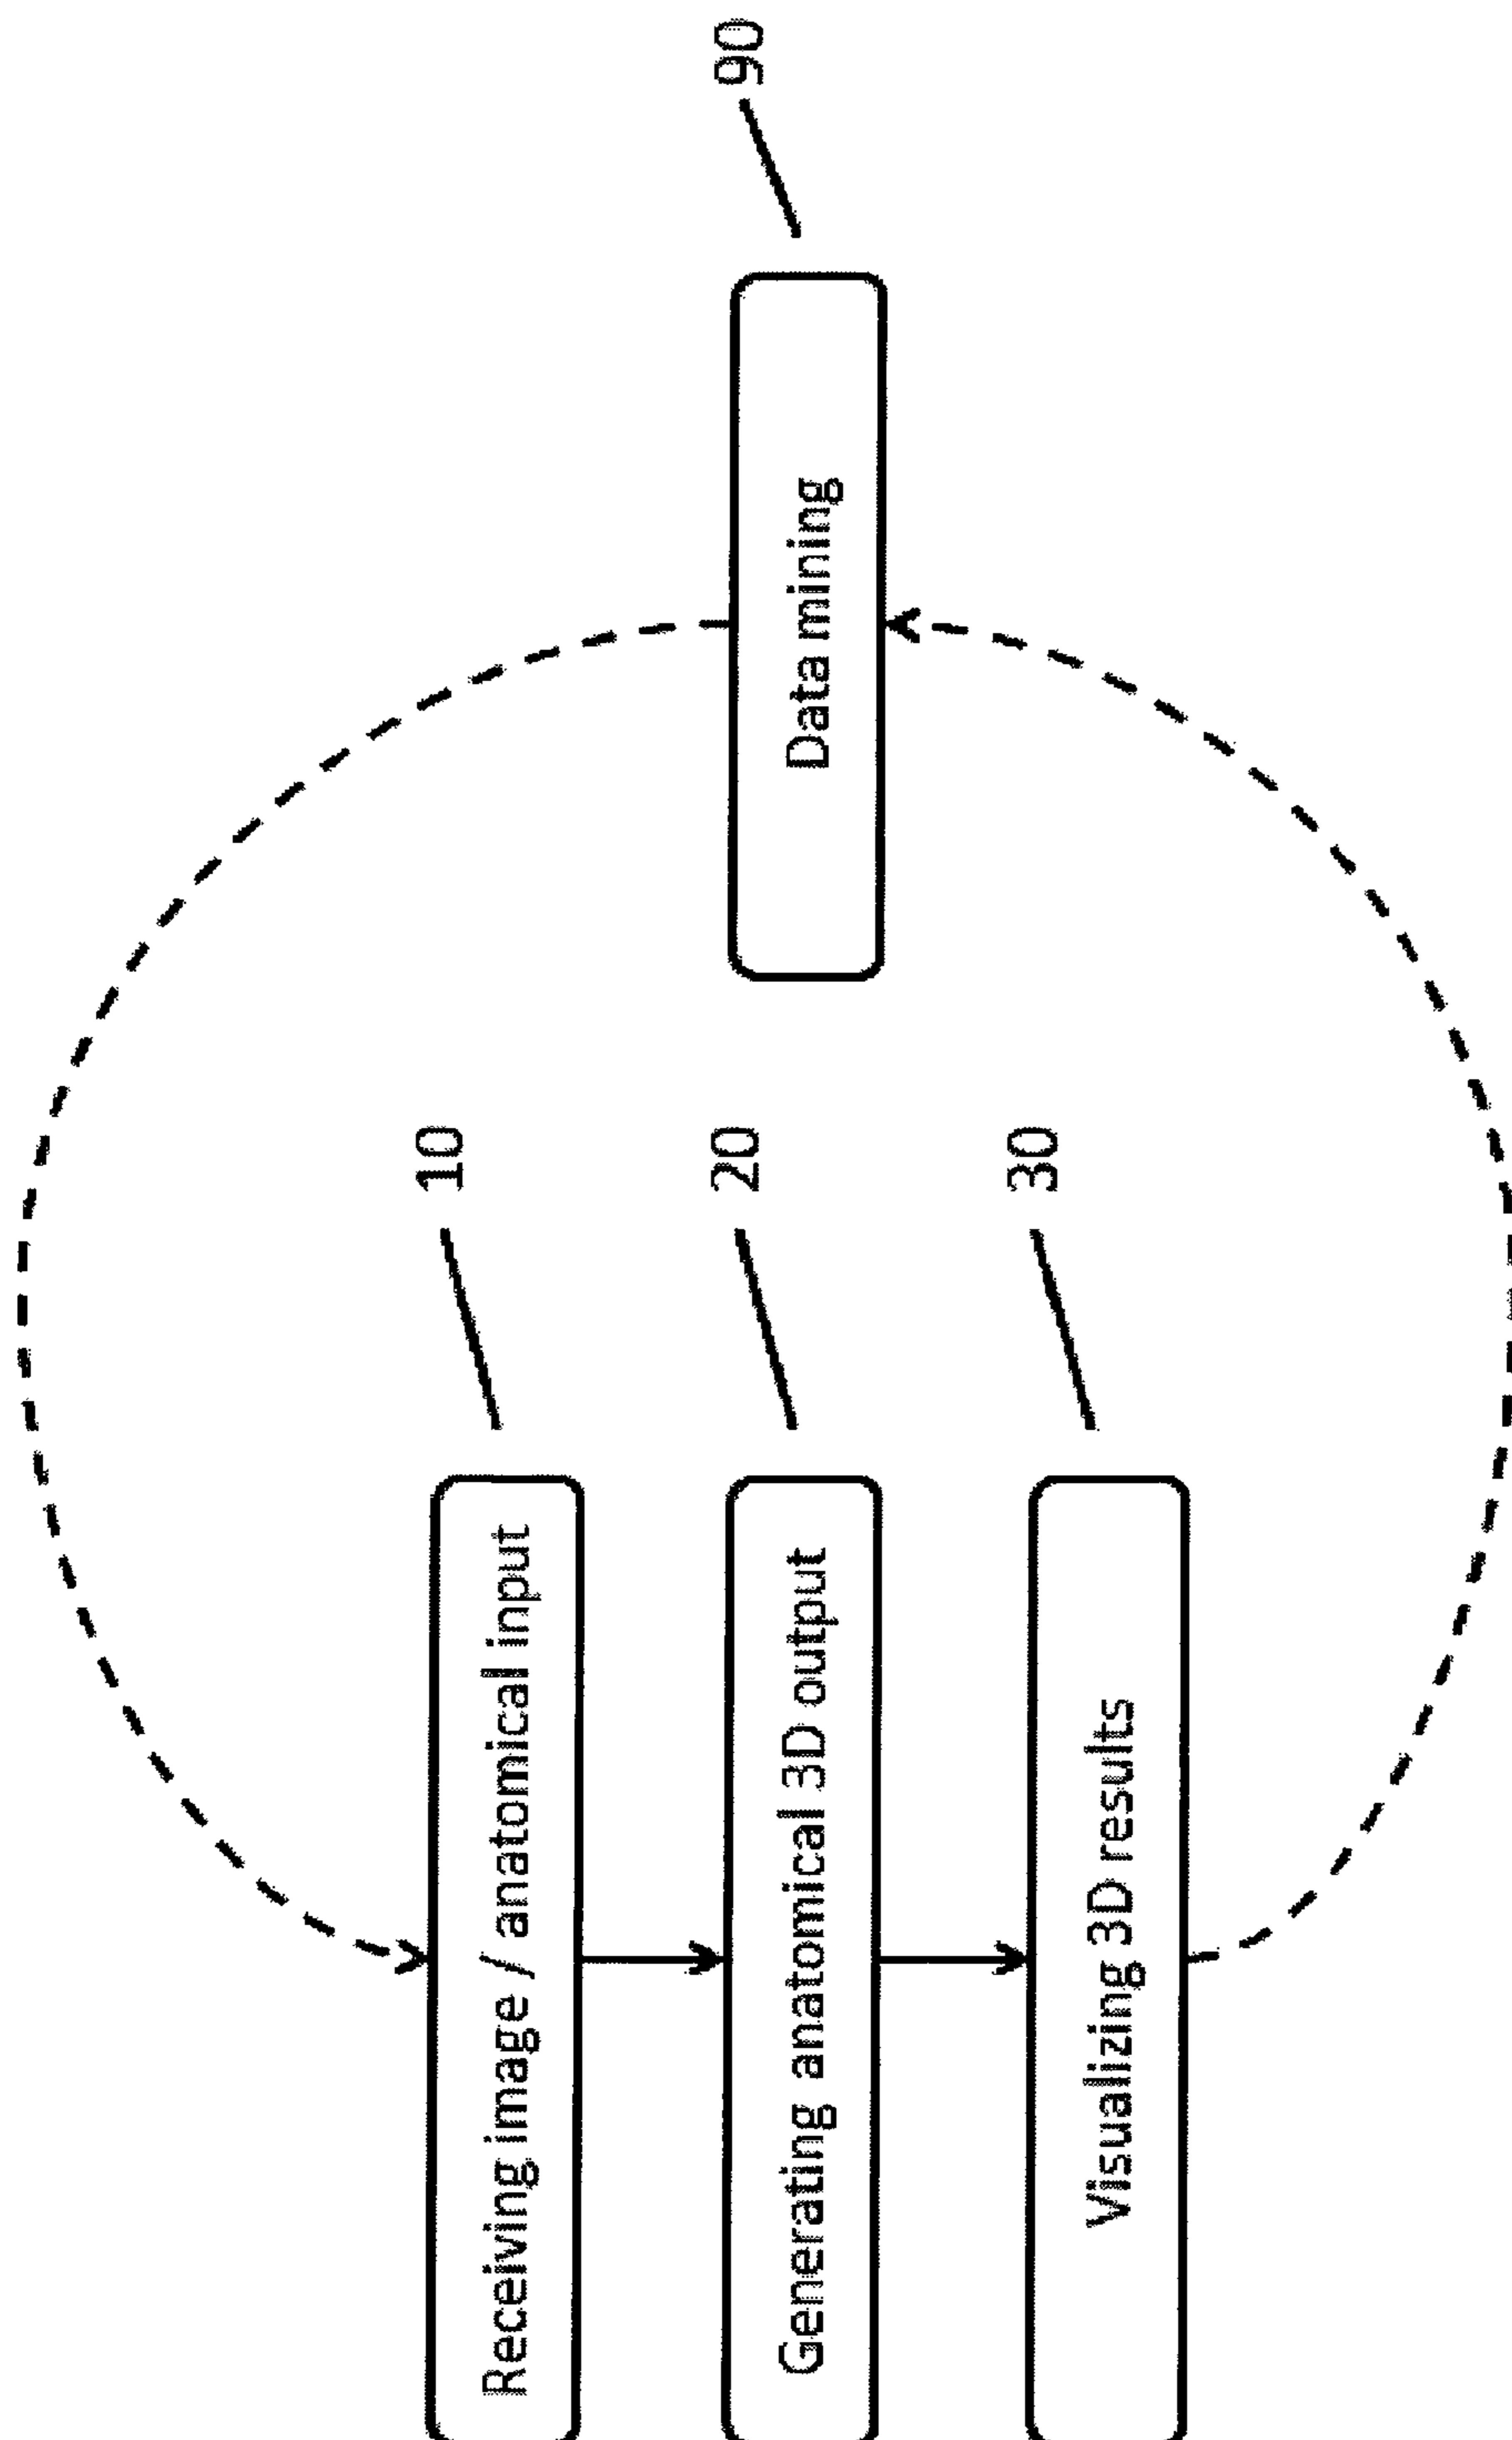 Receiving image / anatomical input
10
Generating anatomical 3D output
20
Visualizing 3D results
30
Data mining
90